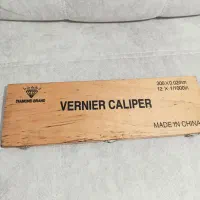 DIAMOND BRAND
VERNIER CALIPER
300 X 0.02mm
12 X 1/1000in
MADE IN CHINA